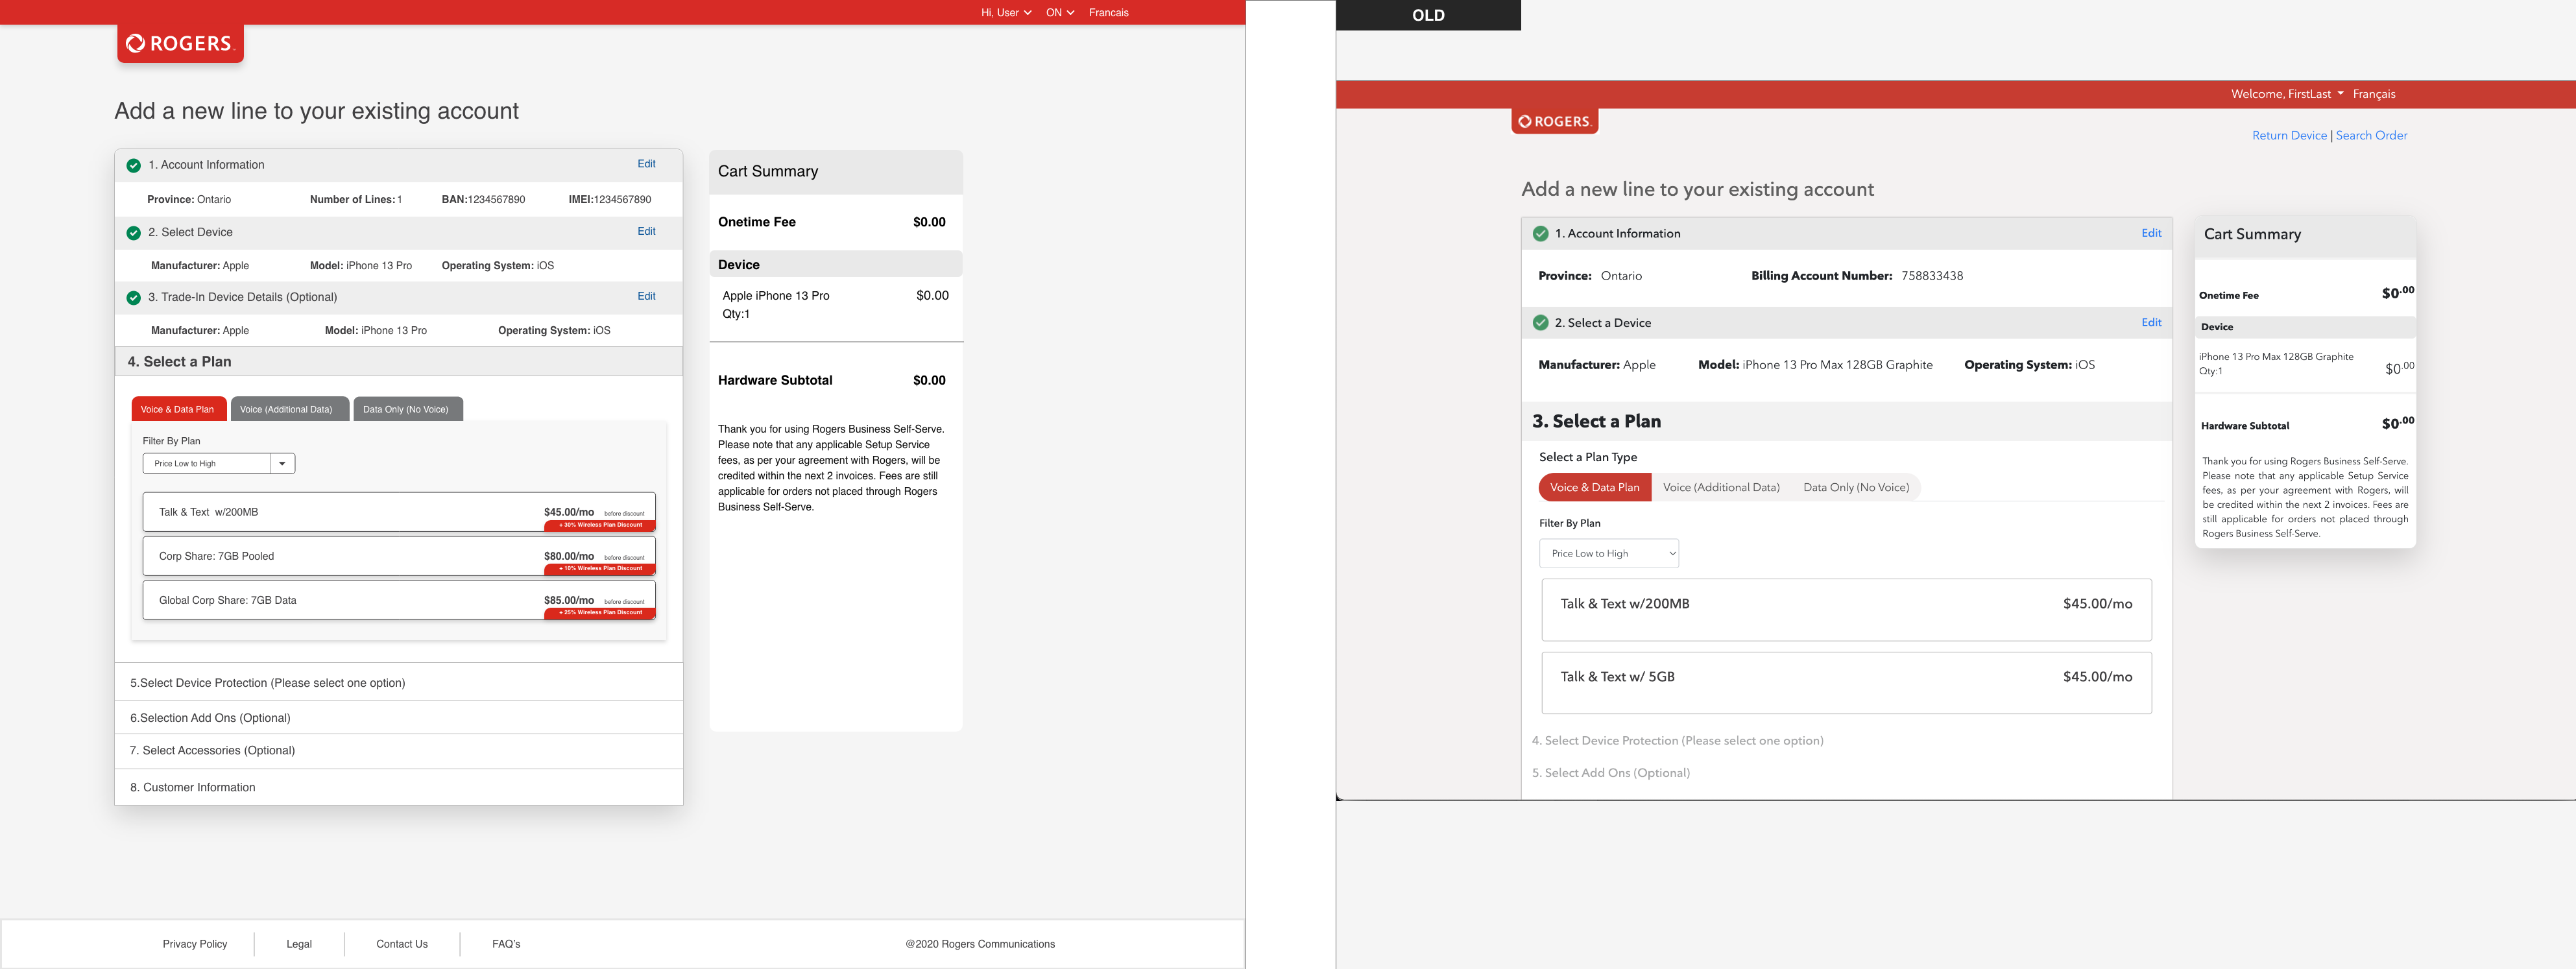 Hi, User ON Francais
ROGERS.
Add a new line to your existing account
1. Account Information Edit
Province: Ontario Number of Lines: 1 BAN:1234567890 IMEI:1234567890
2. Select Device Edit
Manufacturer: Apple Model: iPhone 13 Pro Operating System: iOS
3. Trade-In Device Details (Optional) Edit
Manufacturer: Apple Model: iPhone 13 Pro Operating System: iOS
4. Select a Plan
Voice & Data Plan Voice (Additional Data) Data Only (No Voice)
Filter By Plan
Price Low to High
Talk & Text w/200MB $45.00/mo before discount
+ 30% Wireless Plan Discount
Corp Share: 7GB Pooled $80.00/mo before discount
+ 10% Wireless Plan Discount
Global Corp Share: 7GB Data $85.00/mo before discount
+ 25% Wireless Plan Discount
5.Select Device Protection (Please select one option)
6.Selection Add Ons (Optional)
7. Select Accessories (Optional)
8. Customer Information
Cart Summary
Onetime Fee $0.00
Device
Apple iPhone 13 Pro $0.00
Qty:1
Hardware Subtotal $0.00
Thank you for using Rogers Business Self-Serve.
Please note that any applicable Setup Service
fees, as per your agreement with Rogers, will be
credited within the next 2 invoices. Fees are still
applicable for orders not placed through Rogers
Business Self-Serve.
Privacy Policy Legal Contact Us FAQ's @2020 Rogers Communications
OLD
Welcome, FirstLast Français
ROGERS.
Return Device | Search Order
Add a new line to your existing account
1. Account Information Edit
Province: Ontario Billing Account Number: 758833438
2. Select a Device Edit
Manufacturer: Apple Model: iPhone 13 Pro Max 128GB Graphite Operating System: iOS
3. Select a Plan
Select a Plan Type
Voice & Data Plan Voice (Additional Data) Data Only (No Voice)
Filter By Plan
Price Low to High
Talk & Text w/200MB $45.00/mo
Talk & Text w/ 5GB $45.00/mo
4. Select Device Protection (Please select one option)
5. Select Add Ons (Optional)
Cart Summary
Onetime Fee $0.00
Device
iPhone 13 Pro Max 128GB Graphite
Qty:1 $0.00
Hardware Subtotal $0.00
Thank you for using Rogers Business Self-Serve.
Please note that any applicable Setup Service
fees, as per your agreement with Rogers, will
be credited within the next 2 invoices. Fees are
still applicable for orders not placed through
Rogers Business Self-Serve.